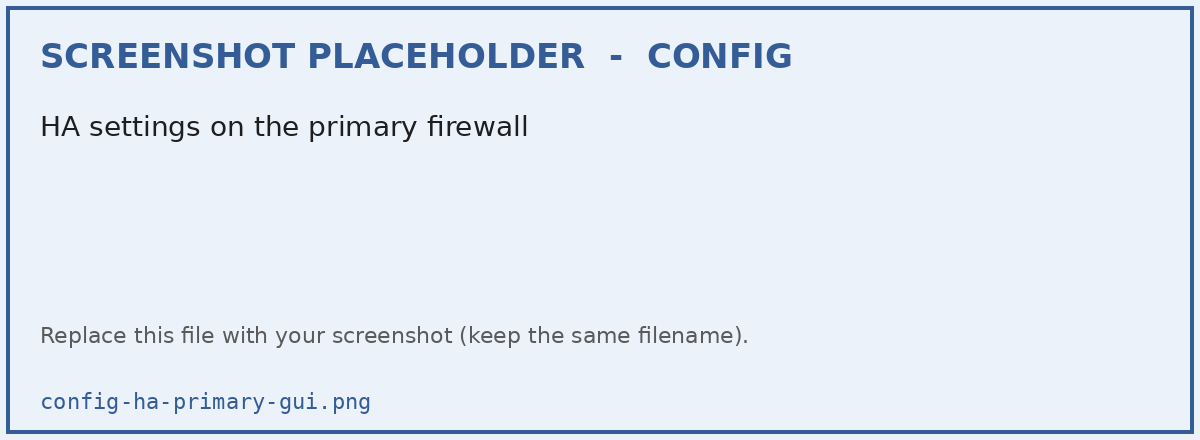 SCREENSHOT PLACEHOLDER - CONFIG
HA settings on the primary firewall
Replace this file with your screenshot (keep the same filename).
config-ha-primary-gui.png